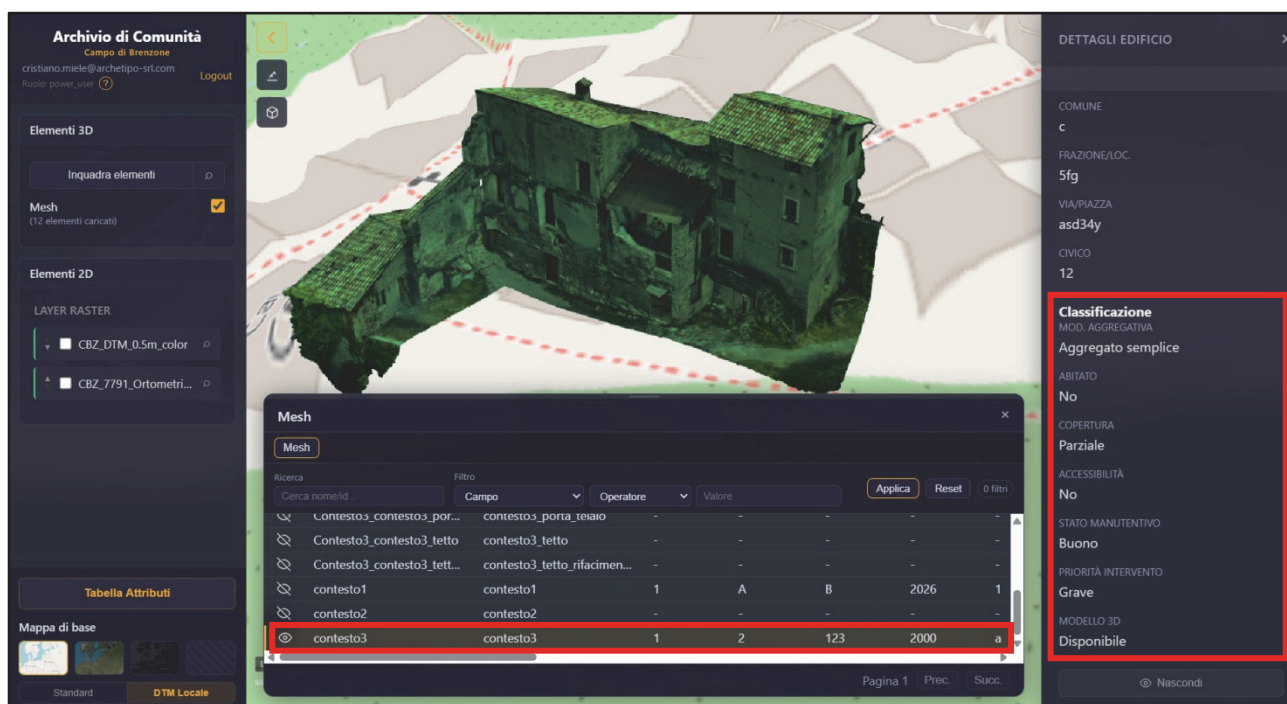 Archivio di Comunità
Campo di Brenzone
cristiano.miele@archetipo-srl.com
Ruolo: power_user ?
Logout
Elementi 3D
Inquadra elementi
Mesh
(12 elementi caricati)
Elementi 2D
LAYER RASTER
CBZ_DTM_0.5m_color
CBZ_7791_Ortometri...
Tabella Attributi
Mappa di base
Standard
DTM Locale
Mesh
×
Mesh
Ricerca
Filtro
Cerca nome/id...
Campo
Operatore
Valore
Applica
Reset
0 filtri
Contesto3_contesto3_por... contesto3_porta_telaio - - - - -
Contesto3_contesto3_tetto contesto3_tetto - - - - -
Contesto3_contesto3_tett... contesto3_tetto_rifacimen... - - - - -
contesto1 contesto1 1 A B 2026 1
contesto2 contesto2 - - - - -
contesto3 contesto3 1 2 123 2000 a
Pagina 1 Prec. Succ.
DETTAGLI EDIFICIO
COMUNE
c
FRAZIONE/LOC.
5fg
VIA/PIAZZA
asd34y
CIVICO
12
Classificazione
MOD. AGGREGATIVA
Aggregato semplice
ABITATO
No
COPERTURA
Parziale
ACCESSIBILITÀ
No
STATO MANUTENTIVO
Buono
PRIORITÀ INTERVENTO
Grave
MODELLO 3D
Disponibile
Nascondi